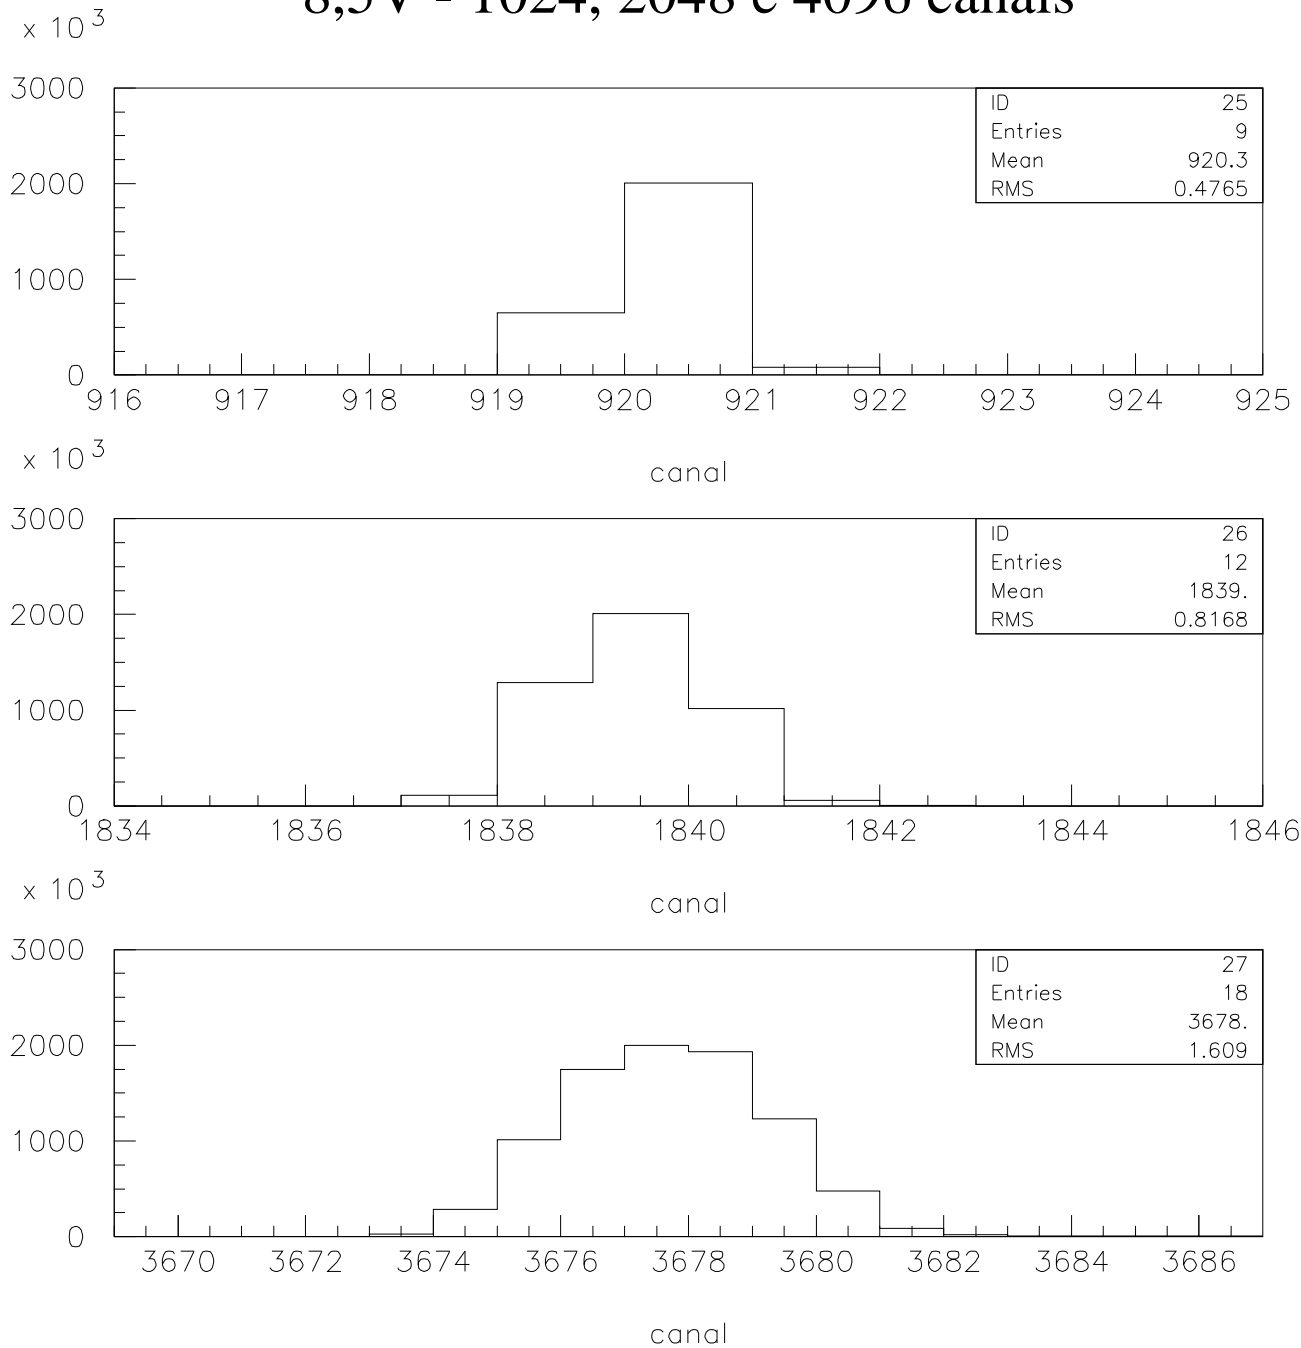 8,5V - 1024, 2048 e 4096 canais
x 10 3
3000
2000
1000
0
916 917 918 919 920 921 922 923 924 925
ID 25
Entries 9
Mean 920.3
RMS 0.4765
canal
x 10 3
3000
2000
1000
0
1834 1836 1838 1840 1842 1844 1846
ID 26
Entries 12
Mean 1839.
RMS 0.8168
canal
x 10 3
3000
2000
1000
0
3670 3672 3674 3676 3678 3680 3682 3684 3686
ID 27
Entries 18
Mean 3678.
RMS 1.609
canal